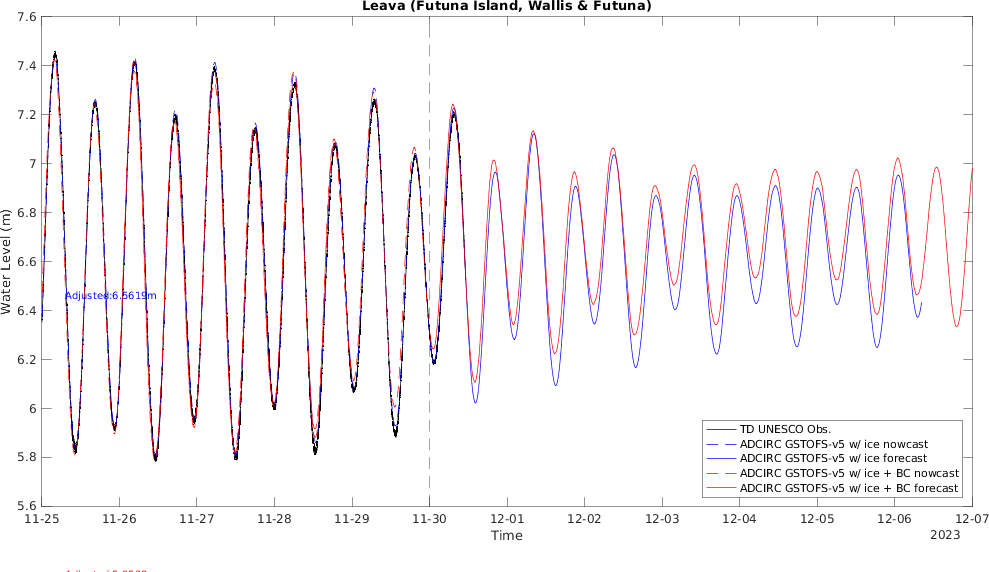 Leava (Futuna Island, Wallis & Futuna)
7.6
7.4
7.2
7
6.8
6.6
6.4
6.2
6
5.8
5.6
Water Level (m)
Adjusted:6.6619m
TD UNESCO Obs.
ADCIRC GSTOFS-v5 w/ ice nowcast
ADCIRC GSTOFS-v5 w/ ice forecast
ADCIRC GSTOFS-v5 w/ ice + BC nowcast
ADCIRC GSTOFS-v5 w/ ice + BC forecast
11-25 11-26 11-27 11-28 11-29 11-30 12-01 12-02 12-03 12-04 12-05 12-06 12-07
Time
2023